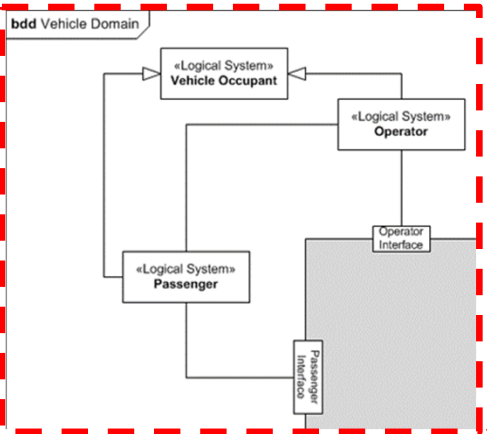 bdd Vehicle Domain
«Logical System»
Vehicle Occupant
«Logical System»
Operator
Operator
Interface
«Logical System»
Passenger
Passenger
Interface